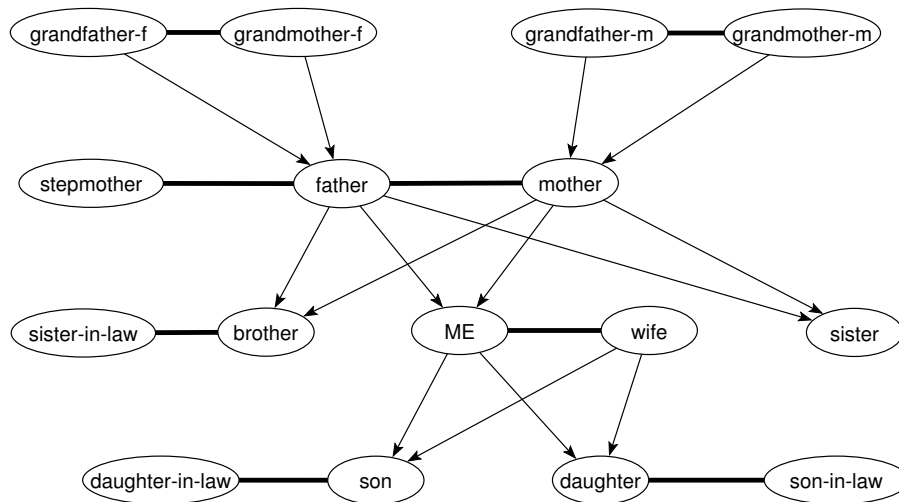 grandfather-f
grandmother-f
grandfather-m
grandmother-m
stepmother
father
mother
sister-in-law
brother
ME
wife
sister
daughter-in-law
son
daughter
son-in-law